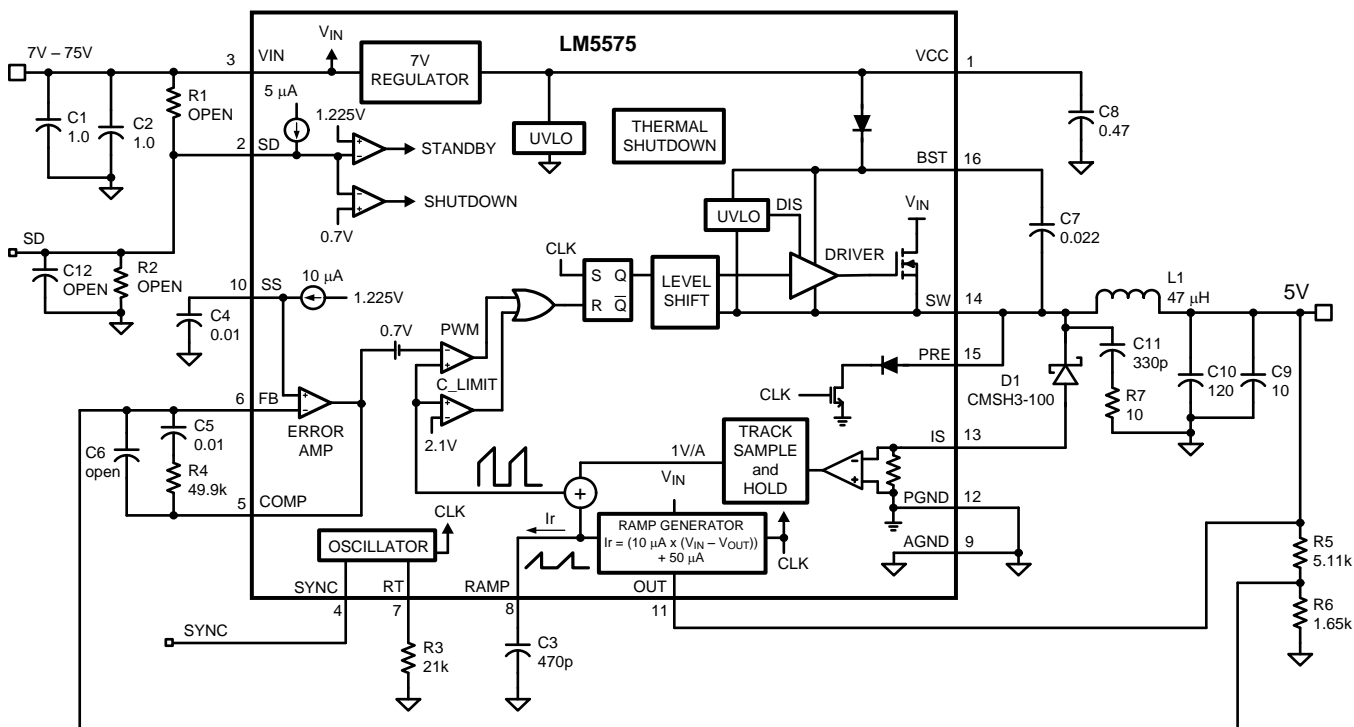 LM5575
7V – 75V
3
VIN
VIN
7V
REGULATOR
VCC
1
C8
0.47
R1
OPEN
C1
1.0
C2
1.0
5 µA
1.225V
2
SD
STANDBY
SHUTDOWN
0.7V
UVLO
THERMAL
SHUTDOWN
BST
16
UVLO
DIS
VIN
C7
0.022
SD
C12
OPEN
R2
OPEN
10
SS
10 µA
1.225V
C4
0.01
CLK
S
Q
R
Q
LEVEL
SHIFT
DRIVER
SW
14
L1
47 µH
5V
0.7V
PWM
C_LIMIT
2.1V
PRE
15
CLK
C11
330p
R7
10
D1
CMSH3-100
C10
120
C9
10
6
FB
ERROR
AMP
C5
0.01
C6
open
R4
49.9k
5
COMP
1V/A
TRACK
SAMPLE
and
HOLD
IS
13
PGND
12
AGND
9
VIN
+
Ir
RAMP GENERATOR
Ir = (10 µA x (VIN – VOUT))
+ 50 µA
CLK
CLK
OSCILLATOR
SYNC
4
RT
7
RAMP
8
OUT
11
R5
5.11k
R6
1.65k
SYNC
R3
21k
C3
470p